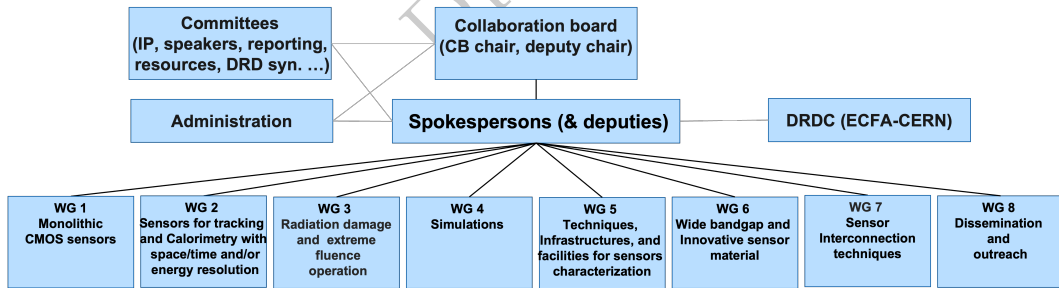 Committees
(IP, speakers, reporting,
resources, DRD syn. …)
Collaboration board
(CB chair, deputy chair)
Administration
Spokespersons (& deputies)
DRDC (ECFA-CERN)
WG 1
Monolithic
CMOS sensors
WG 2
Sensors for tracking
and Calorimetry with
space/time and/or
energy resolution
WG 3
Radiation damage
and extreme
fluence
operation
WG 4
Simulations
WG 5
Techniques,
Infrastructures, and
facilities for sensors
characterization
WG 6
Wide bandgap and
Innovative sensor
material
WG 7
Sensor
Interconnection
techniques
WG 8
Dissemination
and
outreach